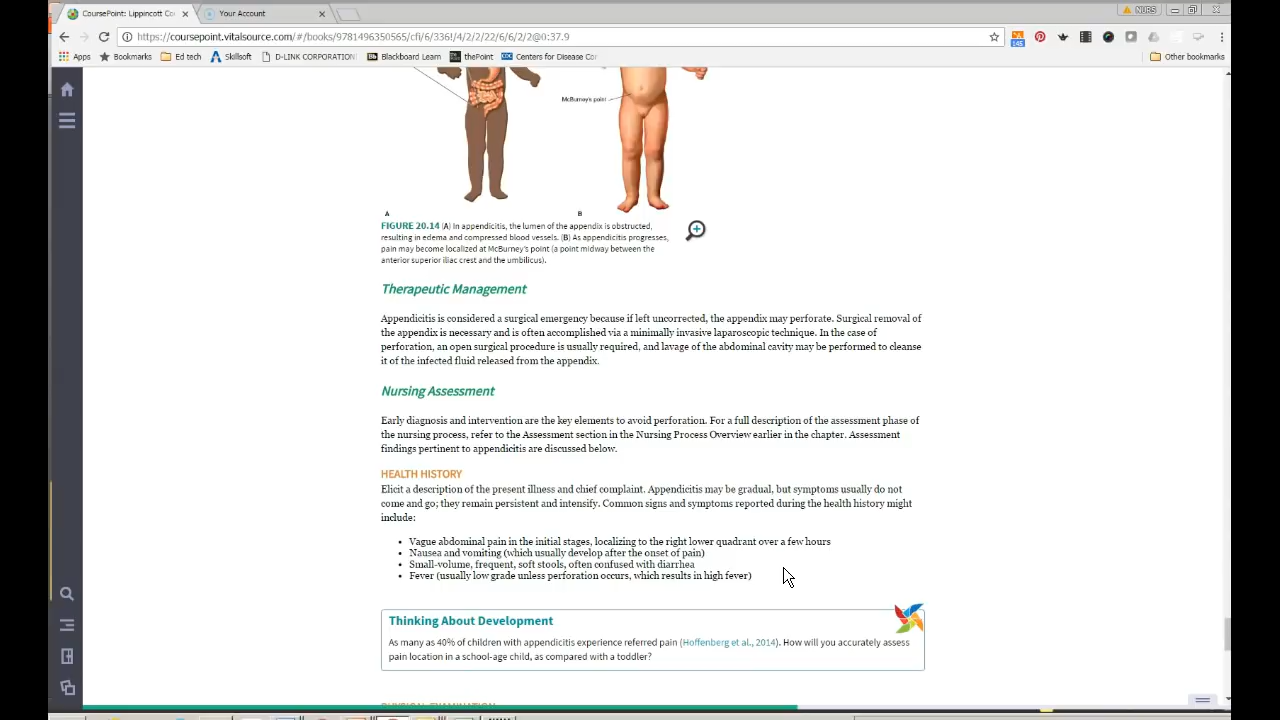 CoursePoint: Lippincott Co
Your Account
NURS
https://coursepoint.vitalsource.com/#/books/9781496350565/cfi/6/336!/4/2/2/22/6/6/2/2@0:37.9
145
Apps
Bookmarks
Ed tech
Skillsoft
D-LINK CORPORATION
Blackboard Learn
thePoint
Centers for Disease Co
Other bookmarks
McBurney's point
A
B
FIGURE 20.14 (A) In appendicitis, the lumen of the appendix is obstructed,
resulting in edema and compressed blood vessels. (B) As appendicitis progresses,
pain may become localized at McBurney's point (a point midway between the
anterior superior iliac crest and the umbilicus).
Therapeutic Management
Appendicitis is considered a surgical emergency because if left uncorrected, the appendix may perforate. Surgical removal of
the appendix is necessary and is often accomplished via a minimally invasive laparoscopic technique. In the case of
perforation, an open surgical procedure is usually required, and lavage of the abdominal cavity may be performed to cleanse
it of the infected fluid released from the appendix.
Nursing Assessment
Early diagnosis and intervention are the key elements to avoid perforation. For a full description of the assessment phase of
the nursing process, refer to the Assessment section in the Nursing Process Overview earlier in the chapter. Assessment
findings pertinent to appendicitis are discussed below.
HEALTH HISTORY
Elicit a description of the present illness and chief complaint. Appendicitis may be gradual, but symptoms usually do not
come and go; they remain persistent and intensify. Common signs and symptoms reported during the health history might
include:
• Vague abdominal pain in the initial stages, localizing to the right lower quadrant over a few hours
• Nausea and vomiting (which usually develop after the onset of pain)
• Small-volume, frequent, soft stools, often confused with diarrhea
• Fever (usually low grade unless perforation occurs, which results in high fever)
Thinking About Development
As many as 40% of children with appendicitis experience referred pain (Hoffenberg et al., 2014). How will you accurately assess
pain location in a school-age child, as compared with a toddler?
PHYSICAL EXAMINATION